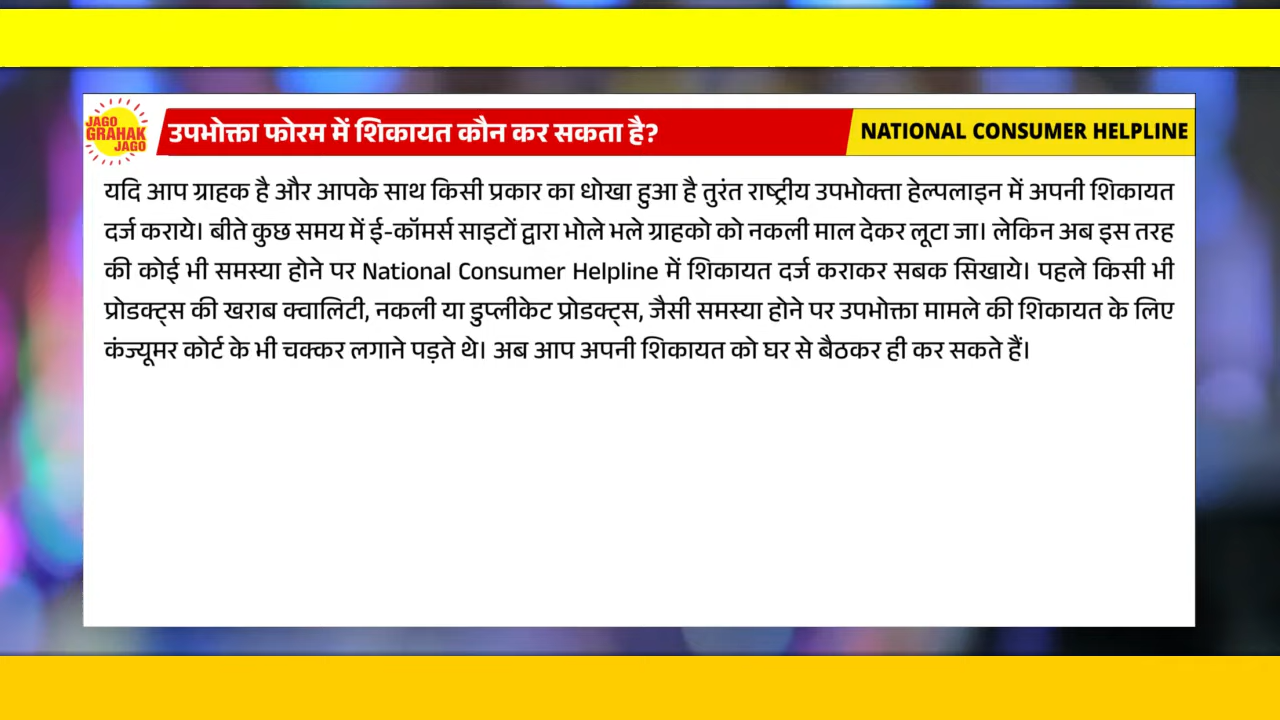 JAGO
GRAHAK
JAGO
उपभोक्ता फोरम में शिकायत कौन कर सकता है?
NATIONAL CONSUMER HELPLINE
यदि आप ग्राहक है और आपके साथ किसी प्रकार का धोखा हुआ है तुरंत राष्ट्रीय उपभोक्ता हेल्पलाइन में अपनी शिकायत
दर्ज कराये। बीते कुछ समय में ई-कॉमर्स साइटों द्वारा भोले भले ग्राहको को नकली माल देकर लूटा जा। लेकिन अब इस तरह
की कोई भी समस्या होने पर National Consumer Helpline में शिकायत दर्ज कराकर सबक सिखाये। पहले किसी भी
प्रोडक्ट्स की खराब क्वालिटी, नकली या डुप्लीकेट प्रोडक्ट्स, जैसी समस्या होने पर उपभोक्ता मामले की शिकायत के लिए
कंज्यूमर कोर्ट के भी चक्कर लगाने पड़ते थे। अब आप अपनी शिकायत को घर से बैठकर ही कर सकते हैं।